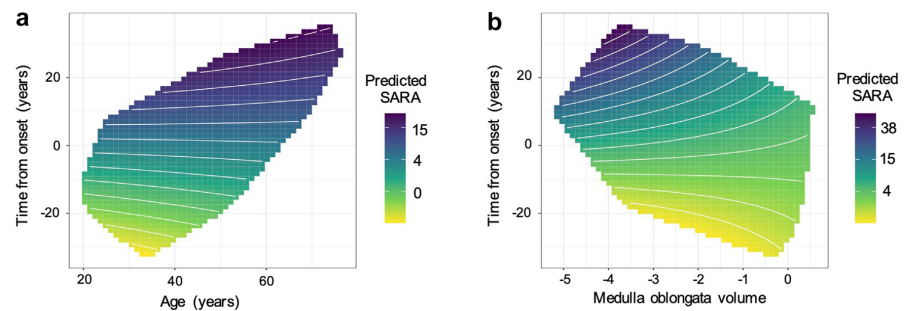 a
Time from onset (years)
20
0
-20
20
40
60
Age (years)
Predicted
SARA
15
4
0
b
Time from onset (years)
20
0
-20
-5
-4
-3
-2
-1
0
Medulla oblongata volume
Predicted
SARA
38
15
4